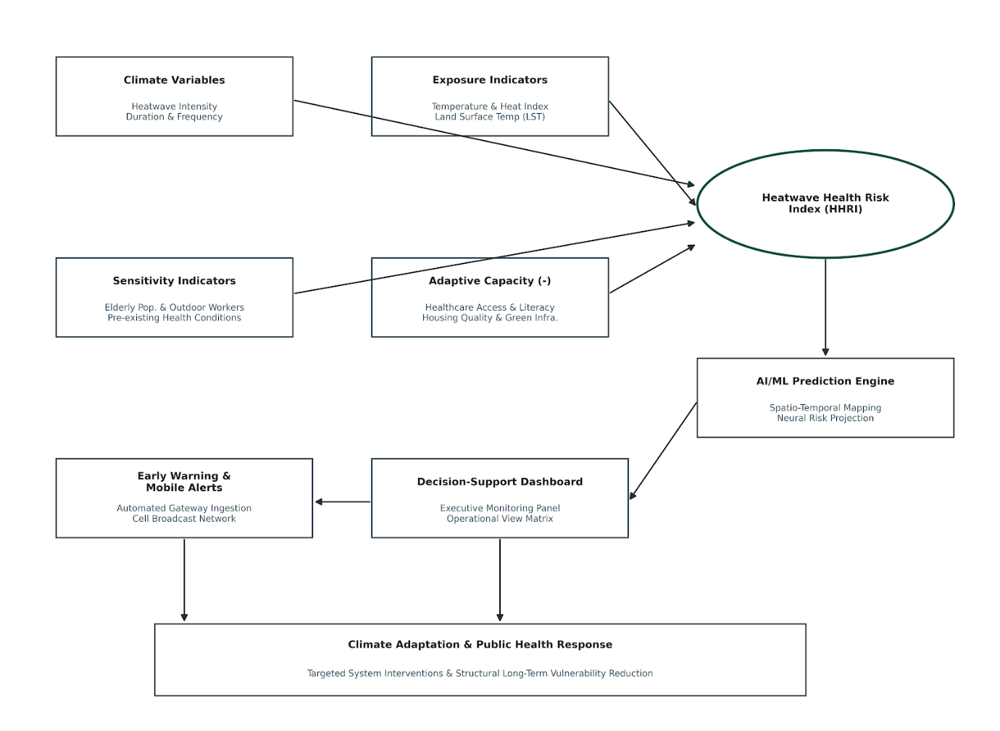 Climate Variables
Heatwave Intensity
Duration & Frequency
Exposure Indicators
Temperature & Heat Index
Land Surface Temp (LST)
Heatwave Health Risk
Index (HHRI)
Sensitivity Indicators
Elderly Pop. & Outdoor Workers
Pre-existing Health Conditions
Adaptive Capacity (-)
Healthcare Access & Literacy
Housing Quality & Green Infra.
AI/ML Prediction Engine
Spatio-Temporal Mapping
Neural Risk Projection
Early Warning &
Mobile Alerts
Automated Gateway Ingestion
Cell Broadcast Network
Decision-Support Dashboard
Executive Monitoring Panel
Operational View Matrix
Climate Adaptation & Public Health Response
Targeted System Interventions & Structural Long-Term Vulnerability Reduction